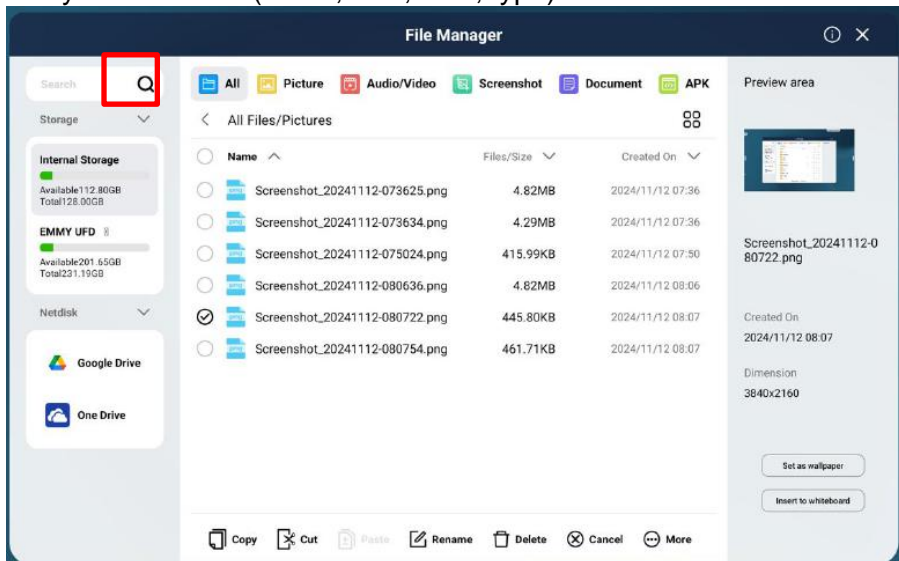 File Manager
Search
Storage
Internal Storage
Available112.80GB
Total128.00GB
EMMY UFD
Available201.65GB
Total231.19GB
Netdisk
Google Drive
One Drive
All Picture Audio/Video Screenshot Document APK
All Files/Pictures
Name Files/Size Created On
Screenshot_20241112-073625.png 4.82MB 2024/11/12 07:36
Screenshot_20241112-073634.png 4.29MB 2024/11/12 07:36
Screenshot_20241112-075024.png 415.99KB 2024/11/12 07:50
Screenshot_20241112-080636.png 4.82MB 2024/11/12 08:06
Screenshot_20241112-080722.png 445.80KB 2024/11/12 08:07
Screenshot_20241112-080754.png 461.71KB 2024/11/12 08:07
Copy Cut Paste Rename Delete Cancel More
Preview area
Screenshot_20241112-0
80722.png
Created On
2024/11/12 08:07
Dimension
3840x2160
Set as wallpaper
Insert to whiteboard